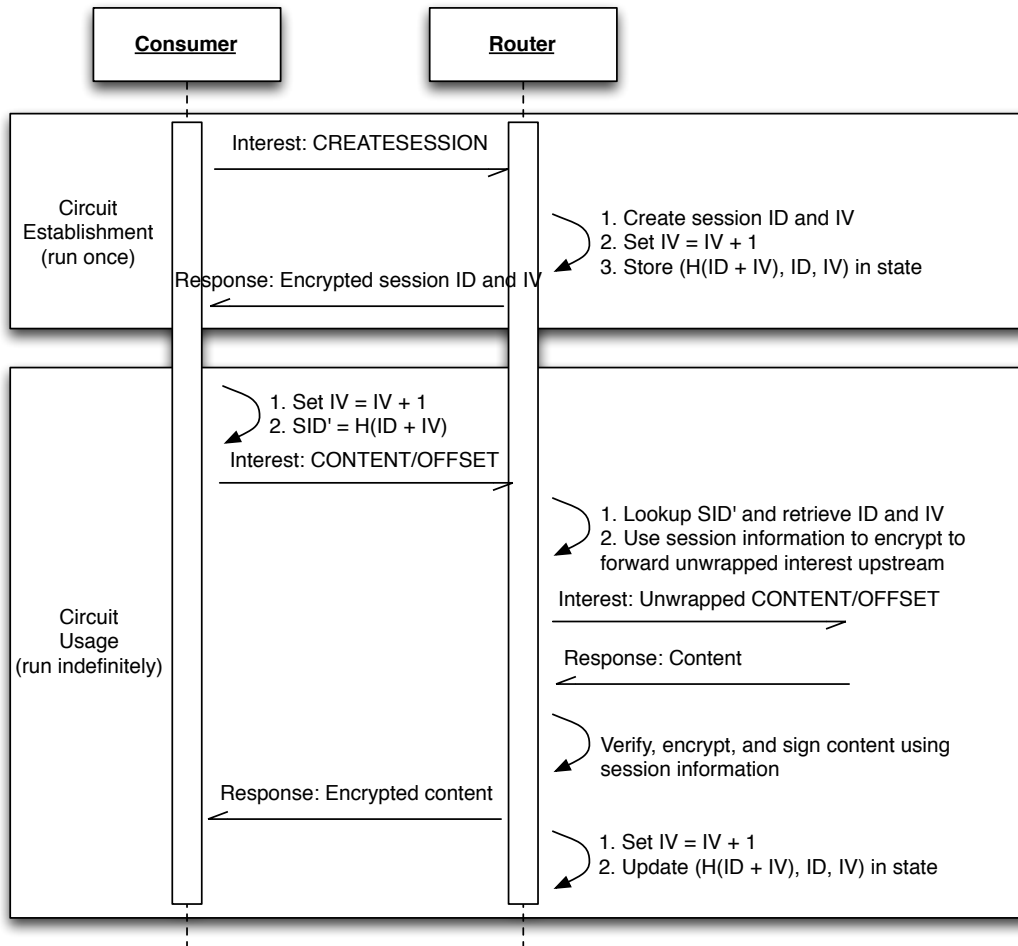 Consumer
Router
Interest: CREATESESSION
Circuit
Establishment
(run once)
1. Create session ID and IV
2. Set IV = IV + 1
3. Store (H(ID + IV), ID, IV) in state
Response: Encrypted session ID and IV
1. Set IV = IV + 1
2. SID' = H(ID + IV)
Interest: CONTENT/OFFSET
1. Lookup SID' and retrieve ID and IV
2. Use session information to encrypt to
forward unwrapped interest upstream
Interest: Unwrapped CONTENT/OFFSET
Circuit
Usage
(run indefinitely)
Response: Content
Verify, encrypt, and sign content using
session information
Response: Encrypted content
1. Set IV = IV + 1
2. Update (H(ID + IV), ID, IV) in state